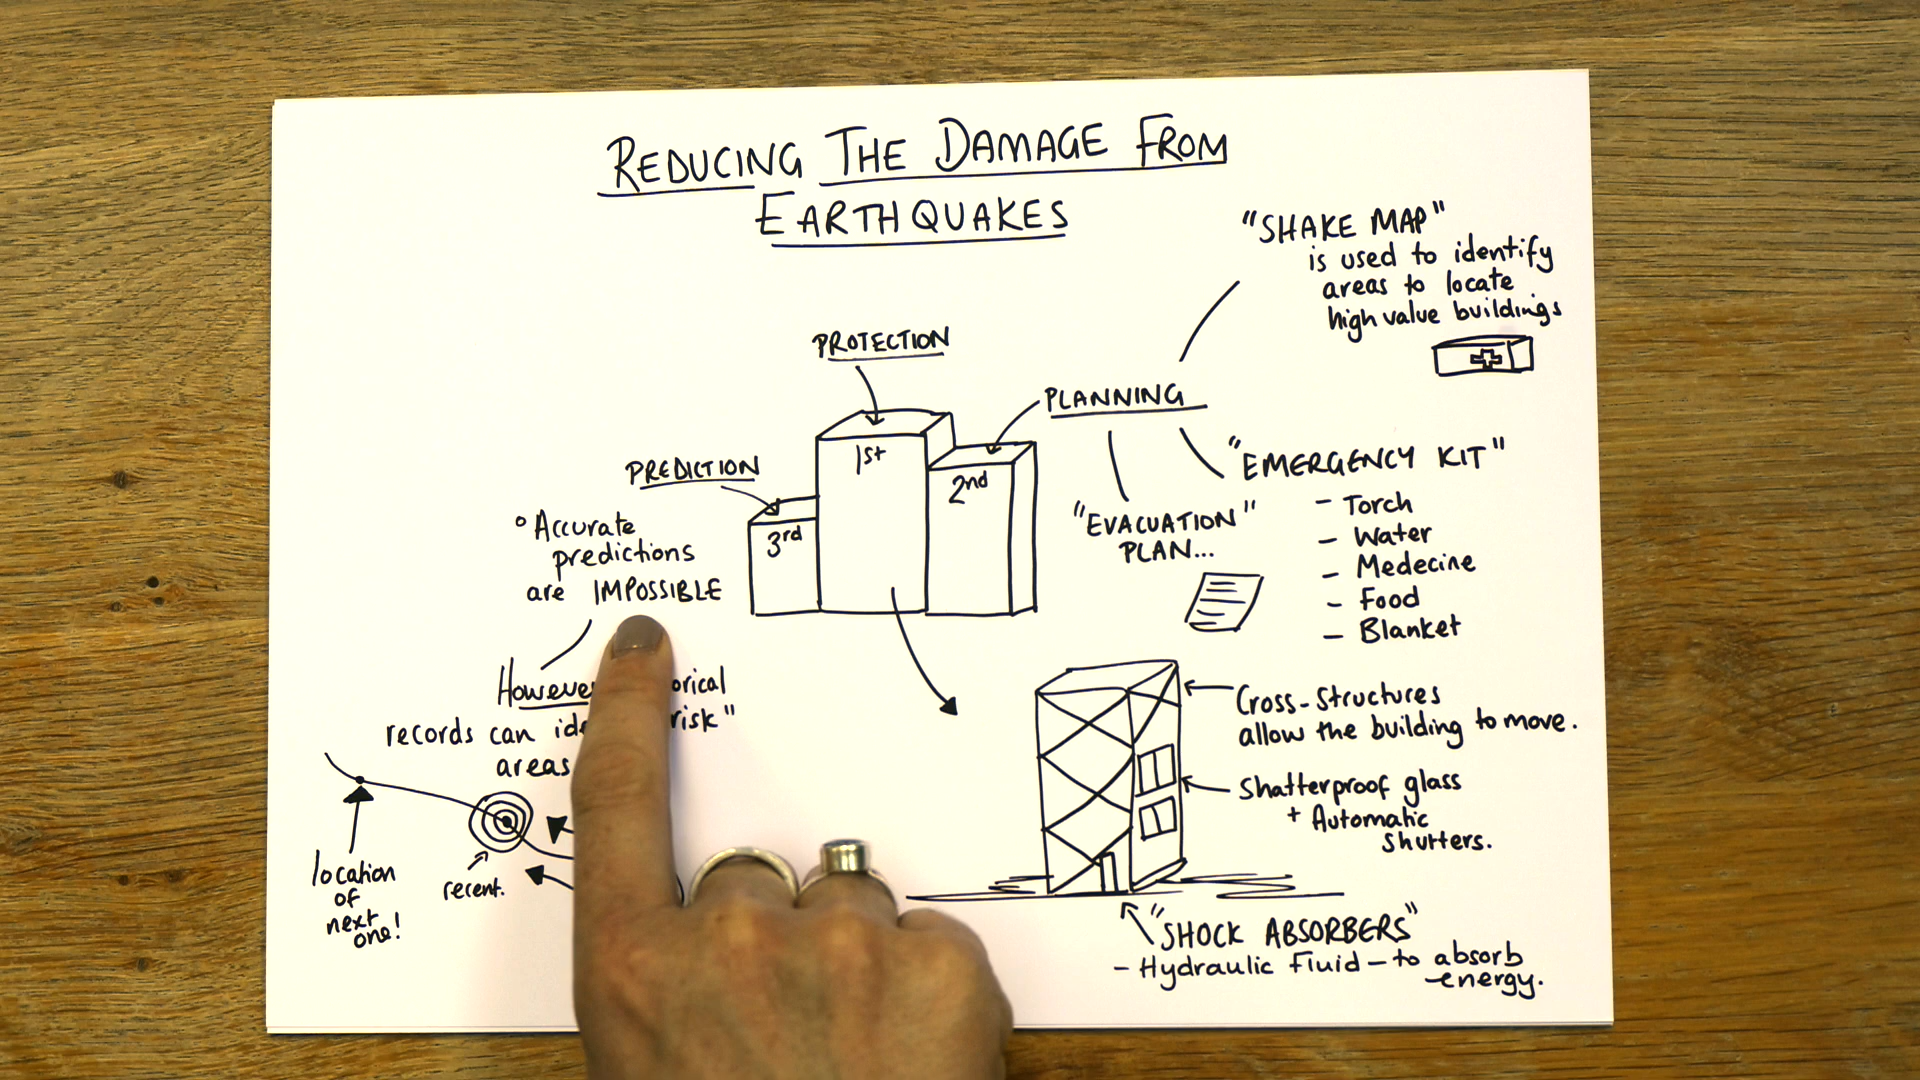 REDUCING THE DAMAGE FROM
EARTHQUAKES
PROTECTION
1st
PLANNING
2nd
PREDICTION
3rd
° Accurate
predictions
are IMPOSSIBLE
records can
areas
location
of
next
one!
recent.
"SHAKE MAP"
is used to identify
areas to locate
high value buildings
"EVACUATION"
PLAN...
"EMERGENCY KIT"
- Torch
- Water
- Medecine
- Food
- Blanket
Cross-Structures
allow the building to move.
Shatterproof glass
+ Automatic
Shutters.
"SHOCK ABSORBERS"
- Hydraulic Fluid - to absorb
energy.